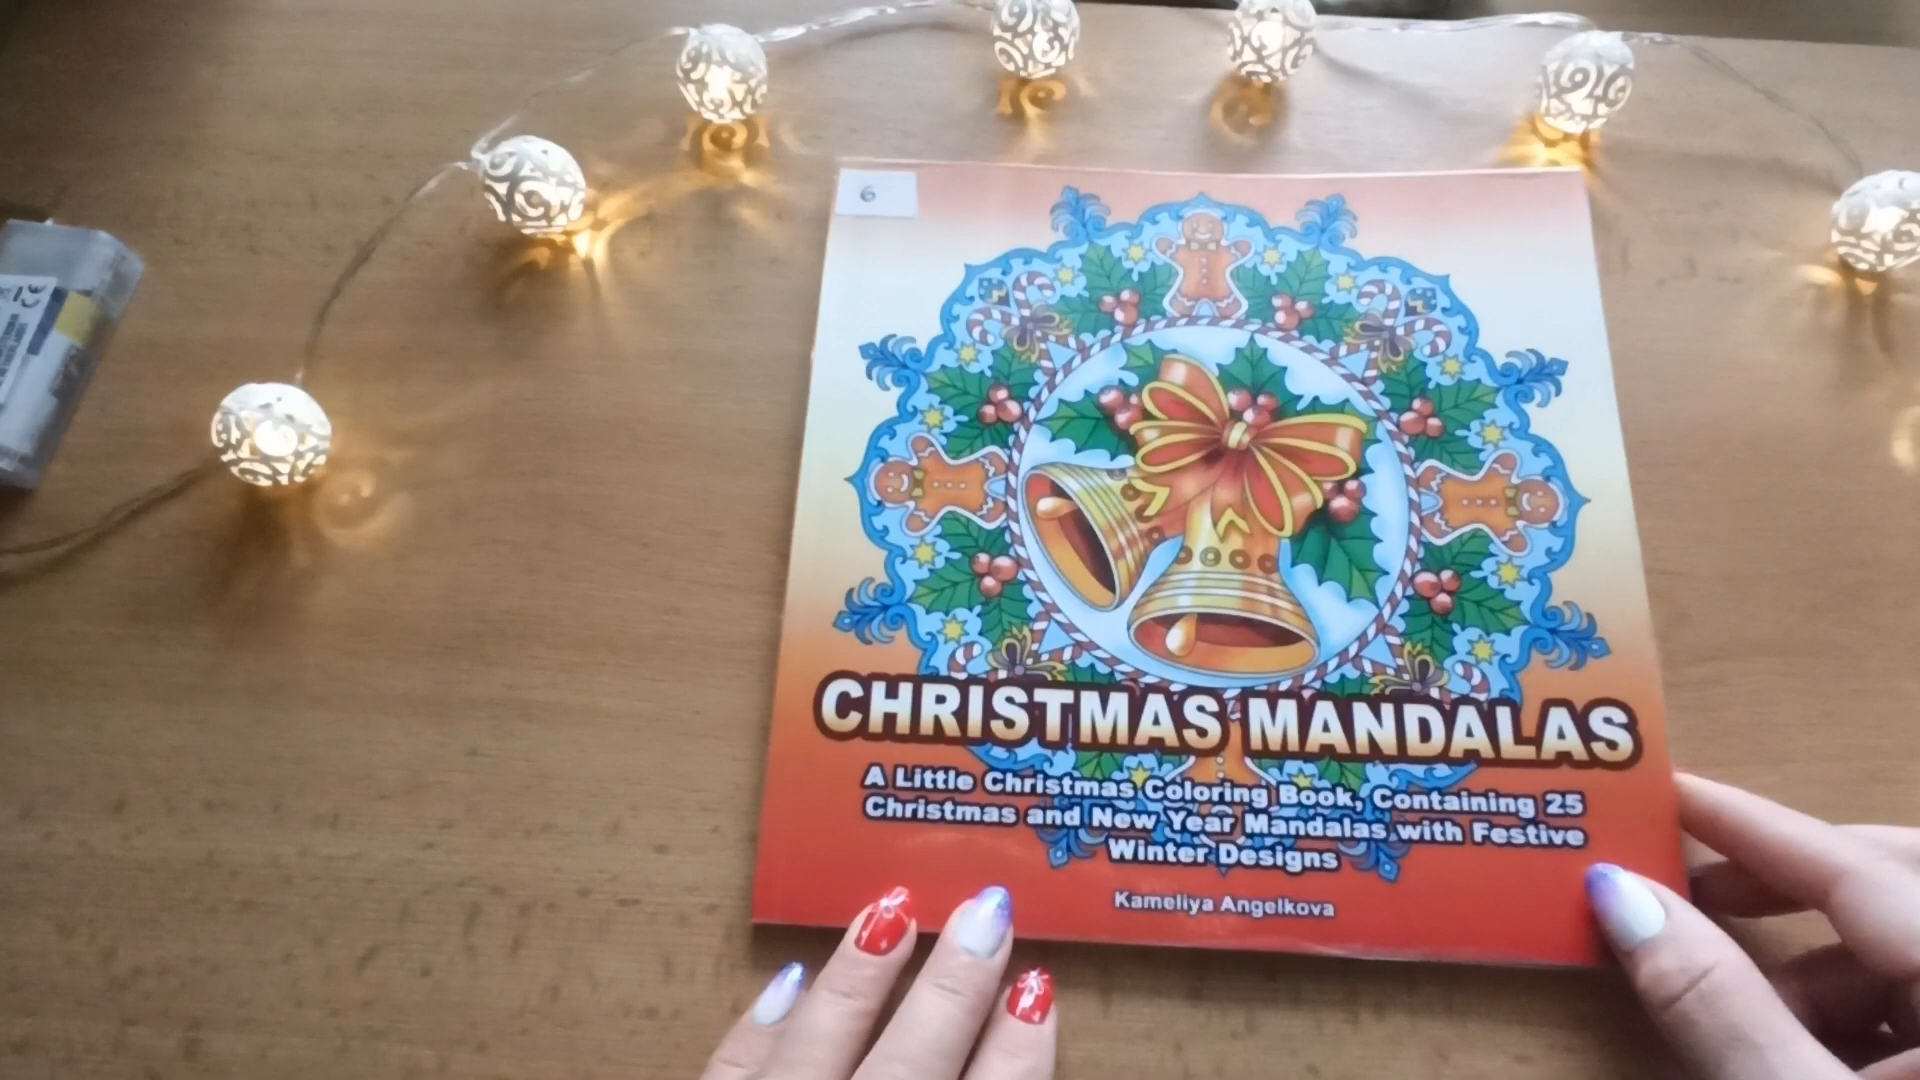 6
CHRISTMAS MANDALAS
A Little Christmas Coloring Book, Containing 25
Christmas and New Year Mandalas with Festive
Winter Designs
Kameliya Angelkova